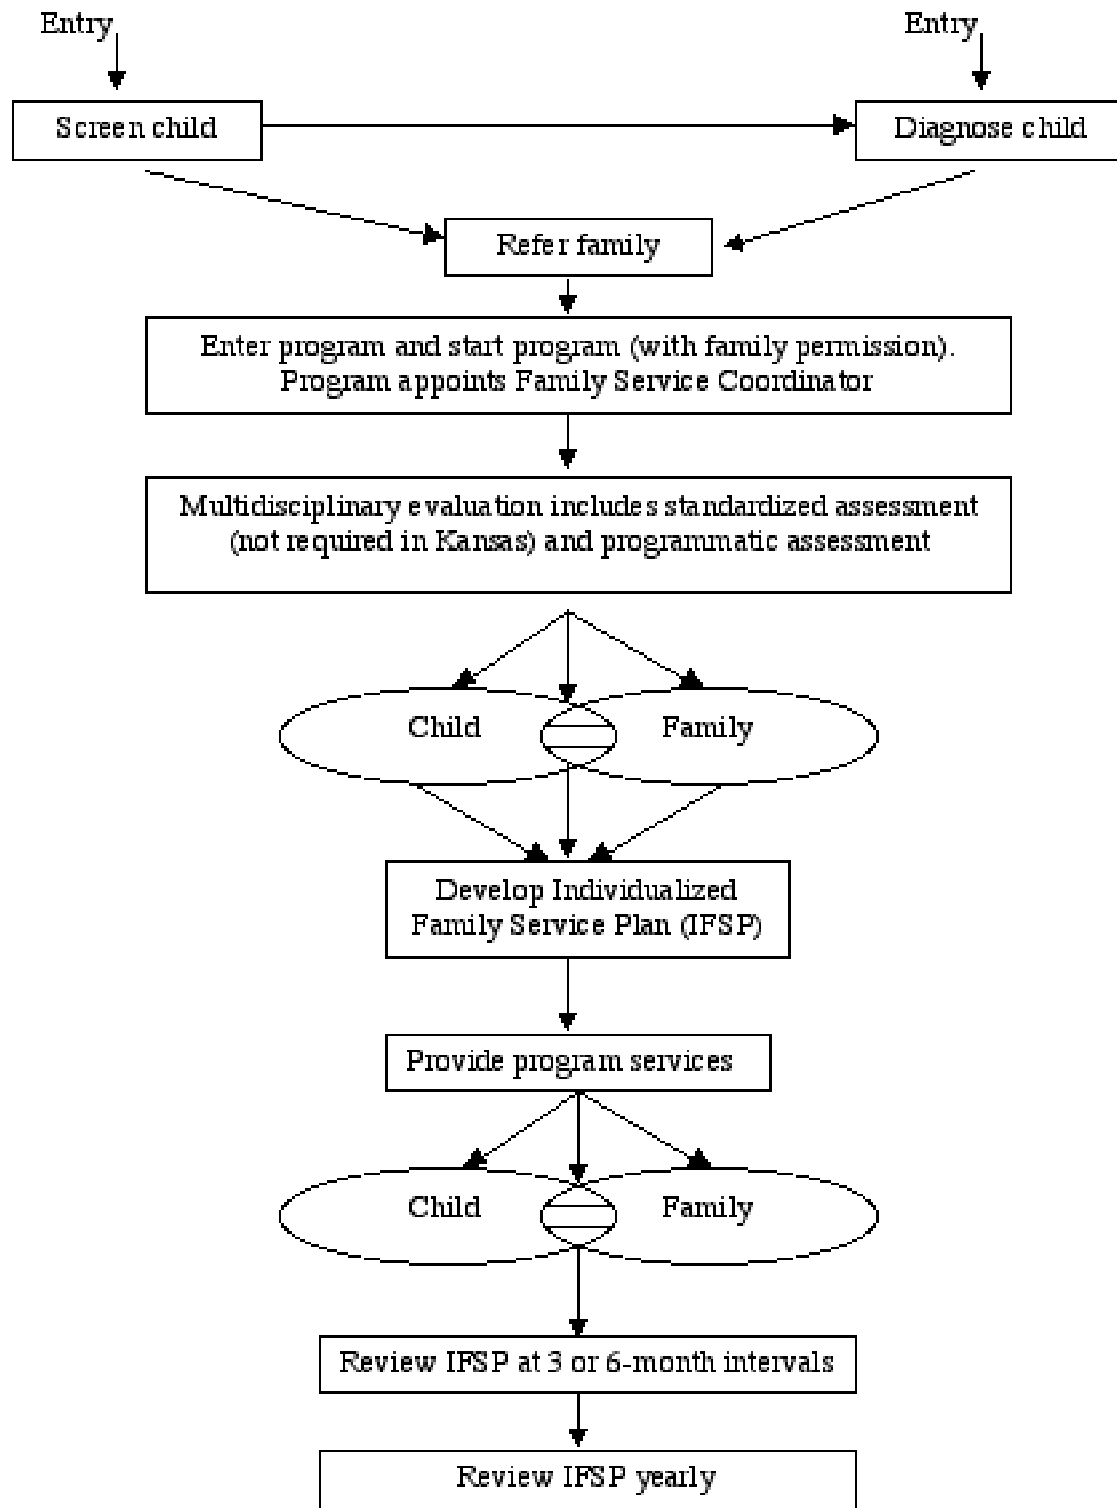 Entry
Entry
Screen child
Diagnose child
Refer family
Enter program and start program (with family permission).
Program appoints Family Service Coordinator
Multidisciplinary evaluation includes standardized assessment
(not required in Kansas) and programmatic assessment
Child
Family
Develop Individualized
Family Service Plan (IFSP)
Provide program services
Child
Family
Review IFSP at 3 or 6-month intervals
Review IFSP yearly